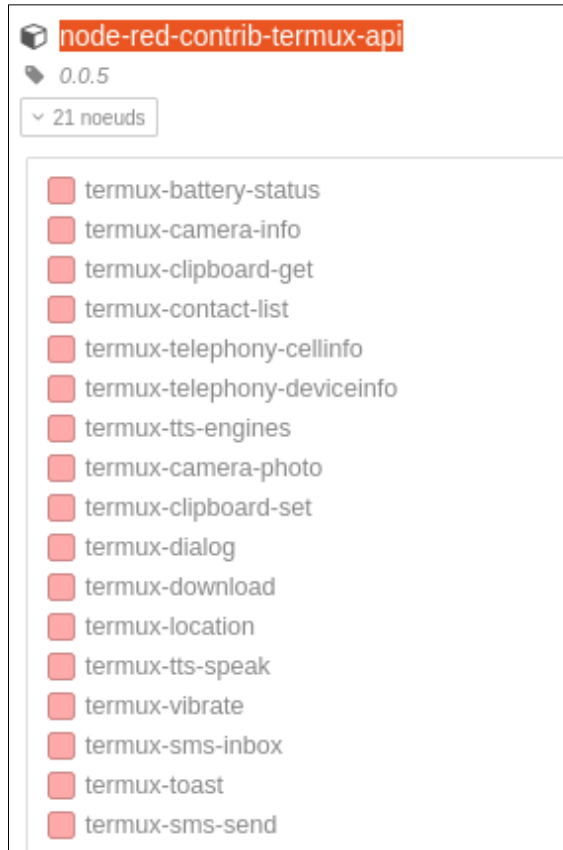 node-red-contrib-termux-api
0.0.5
21 noeuds
termux-battery-status
termux-camera-info
termux-clipboard-get
termux-contact-list
termux-telephony-cellinfo
termux-telephony-deviceinfo
termux-tts-engines
termux-camera-photo
termux-clipboard-set
termux-dialog
termux-download
termux-location
termux-tts-speak
termux-vibrate
termux-sms-inbox
termux-toast
termux-sms-send